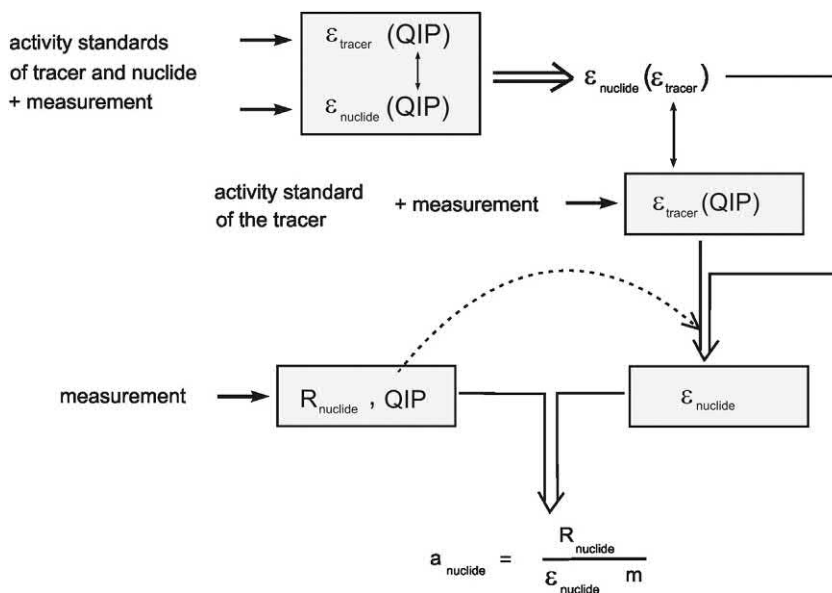 activity standards
of tracer and nuclide
+ measurement
ε tracer (QIP)
ε nuclide (QIP)
ε nuclide (ε tracer)
activity standard
of the tracer
+ measurement
ε tracer (QIP)
measurement
R nuclide , QIP
ε nuclide
a nuclide = R nuclide
ε nuclide m